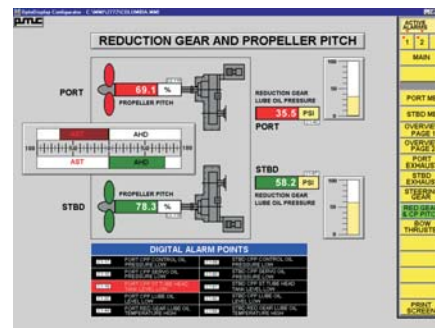 AutoDisplay Configurator
pmc
REDUCTION GEAR AND PROPELLER PITCH
ACTIVE
ALARMS
1 2
MAIN
PORT
69.1 %
PROPELLER PITCH
REDUCTION GEAR
LUBE OIL PRESSURE
35.5 PSI
PORT
AST AHD
100 100
AST AHD
STBD
PROPELLER PITCH
78.3 %
STBD
58.2 PSI
REDUCTION GEAR
LUBE OIL PRESSURE
PORT ME
STBD ME
OVERVIEW
PAGE 1
OVERVIEW
PAGE 2
PORT
EXHAUST
STBD
EXHAUST
STEERING
GEAR
RED GEAR
& CP PITCH
BOW
THRUSTER
PRINT
SCREEN
DIGITAL ALARM POINTS
PORT CPP CONTROL OIL
PRESSURE LOW
STBD CPP CONTROL OIL
PRESSURE LOW
PORT CPP SERVO OIL
PRESSURE LOW
STBD CPP SERVO OIL
PRESSURE LOW
PORT CPP ST TUBE HEAD
TANK LEVEL LOW
STBD CPP ST TUBE HEAD
TANK LEVEL LOW
PORT CPP LUBE OIL
LEVEL LOW
STBD CPP LUBE OIL
LEVEL LOW
PORT RED GEAR LUBE OIL
TEMPERATURE HIGH
STBD RED GEAR LUBE OIL
TEMPERATURE HIGH